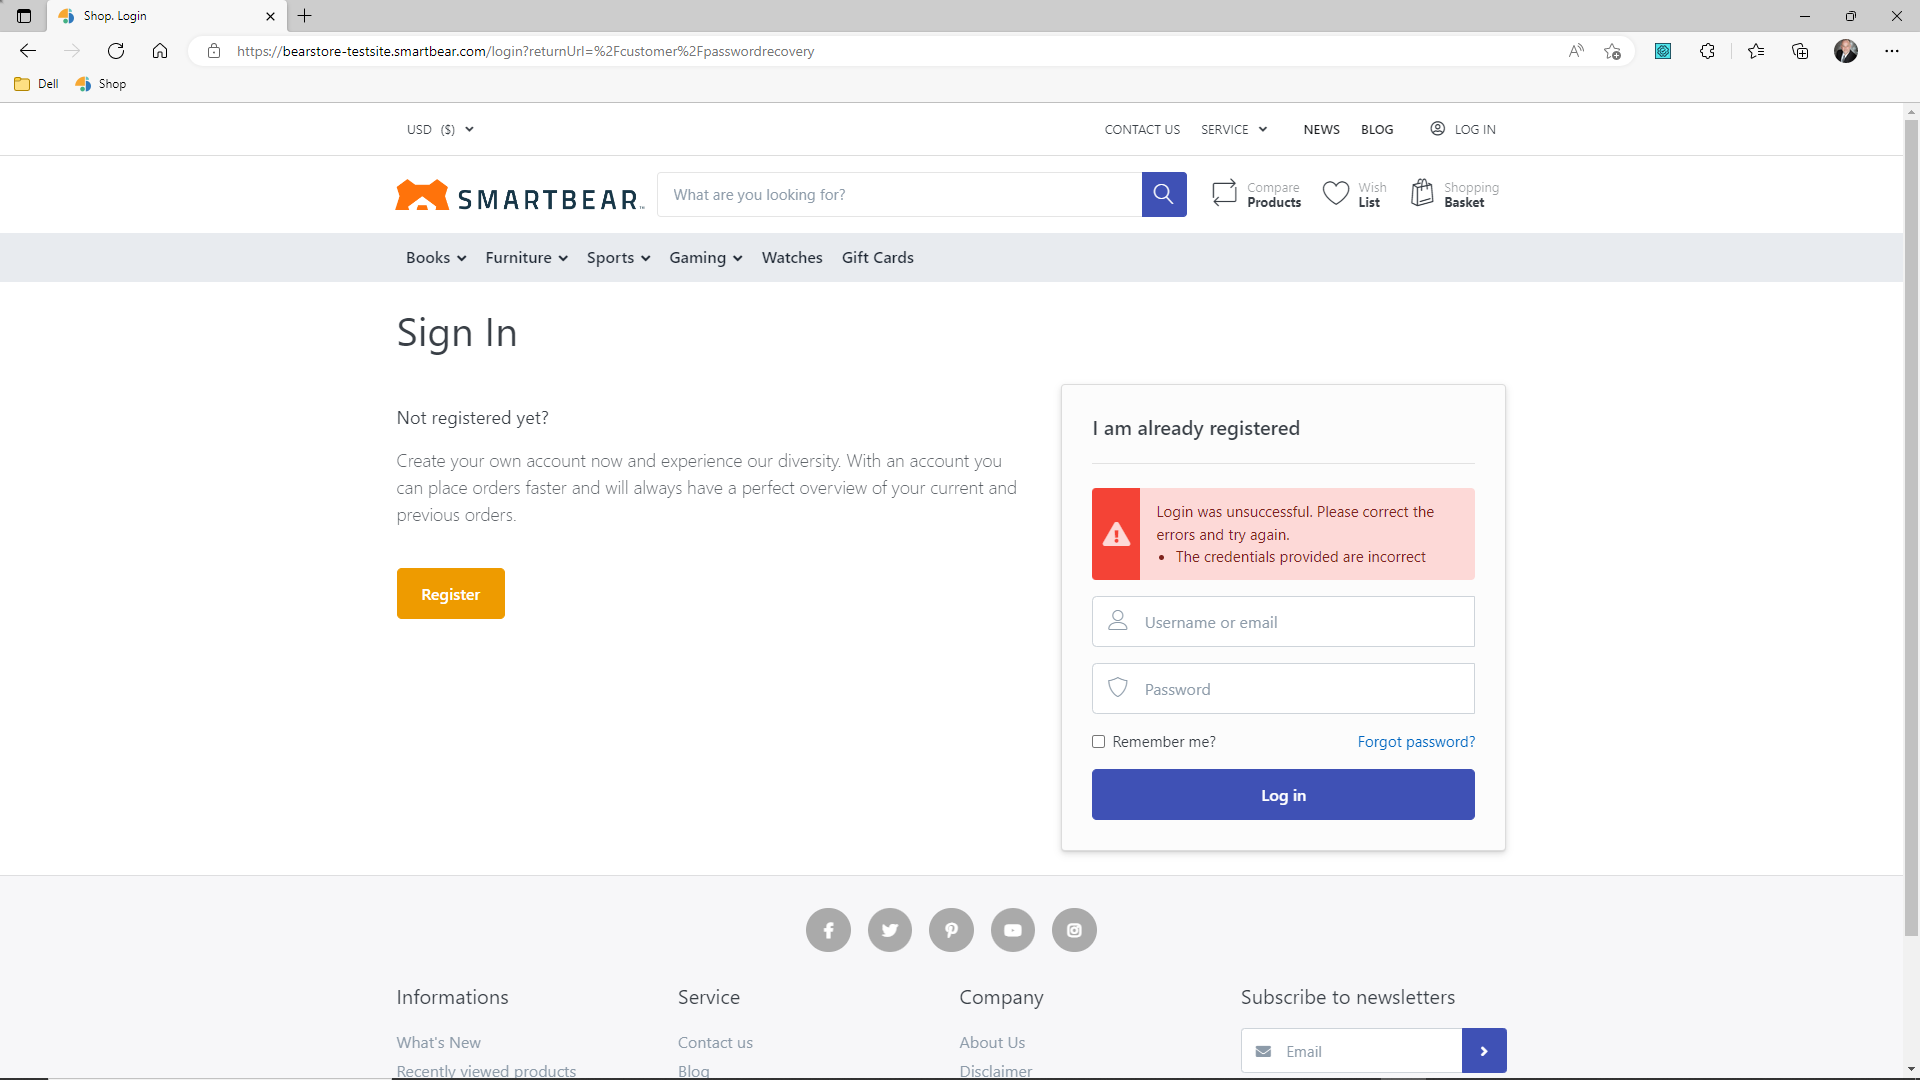 Shop. Login
https://bearstore-testsite.smartbear.com/login?returnUrl=%2Fcustomer%2Fpasswordrecovery
Dell
Shop
USD ($)
CONTACT US
SERVICE
NEWS
BLOG
LOG IN
SMARTBEAR
What are you looking for?
Compare
Products
Wish
List
Shopping
Basket
Books
Furniture
Sports
Gaming
Watches
Gift Cards
Sign In
Not registered yet?
Create your own account now and experience our diversity. With an account you
can place orders faster and will always have a perfect overview of your current and
previous orders.
Register
I am already registered
Login was unsuccessful. Please correct the
errors and try again.
• The credentials provided are incorrect
Username or email
Password
Remember me?
Forgot password?
Log in
Informations
What's New
Recently viewed products
Service
Contact us
Blog
Company
About Us
Disclaimer
Subscribe to newsletters
Email